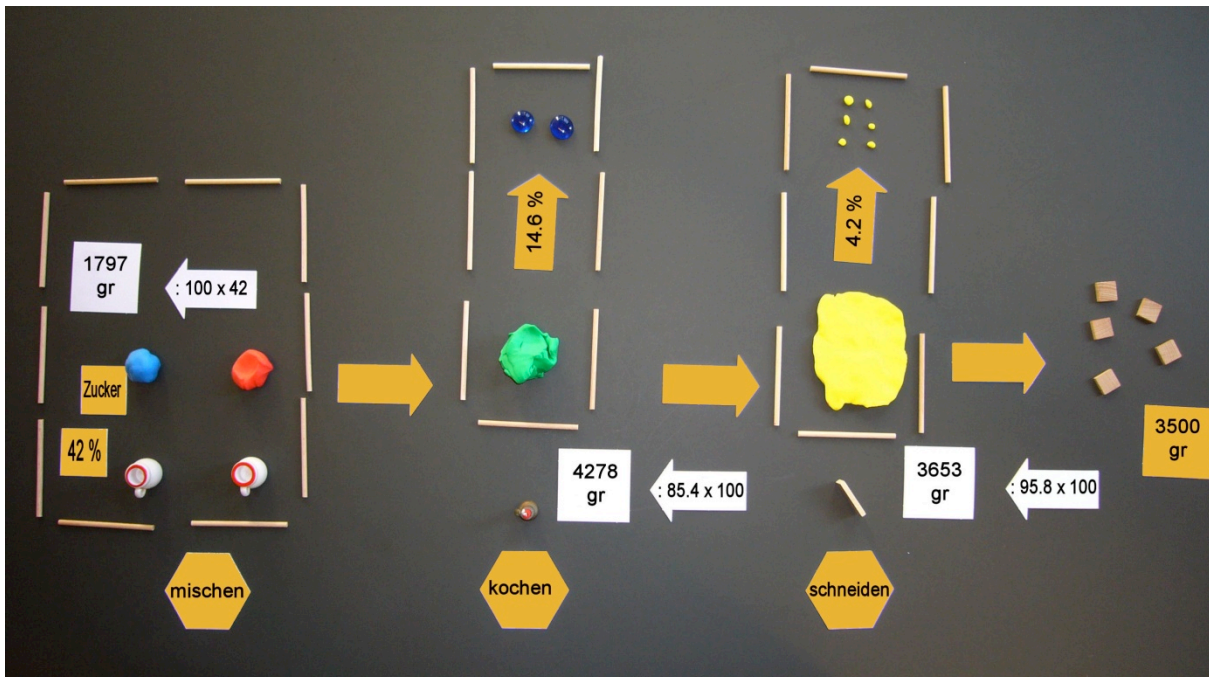 1797
gr
: 100 x 42
Zucker
42 %
mischen
14.6 %
4278
gr
: 85.4 x 100
kochen
4.2 %
3653
gr
: 95.8 x 100
schneiden
3500
gr